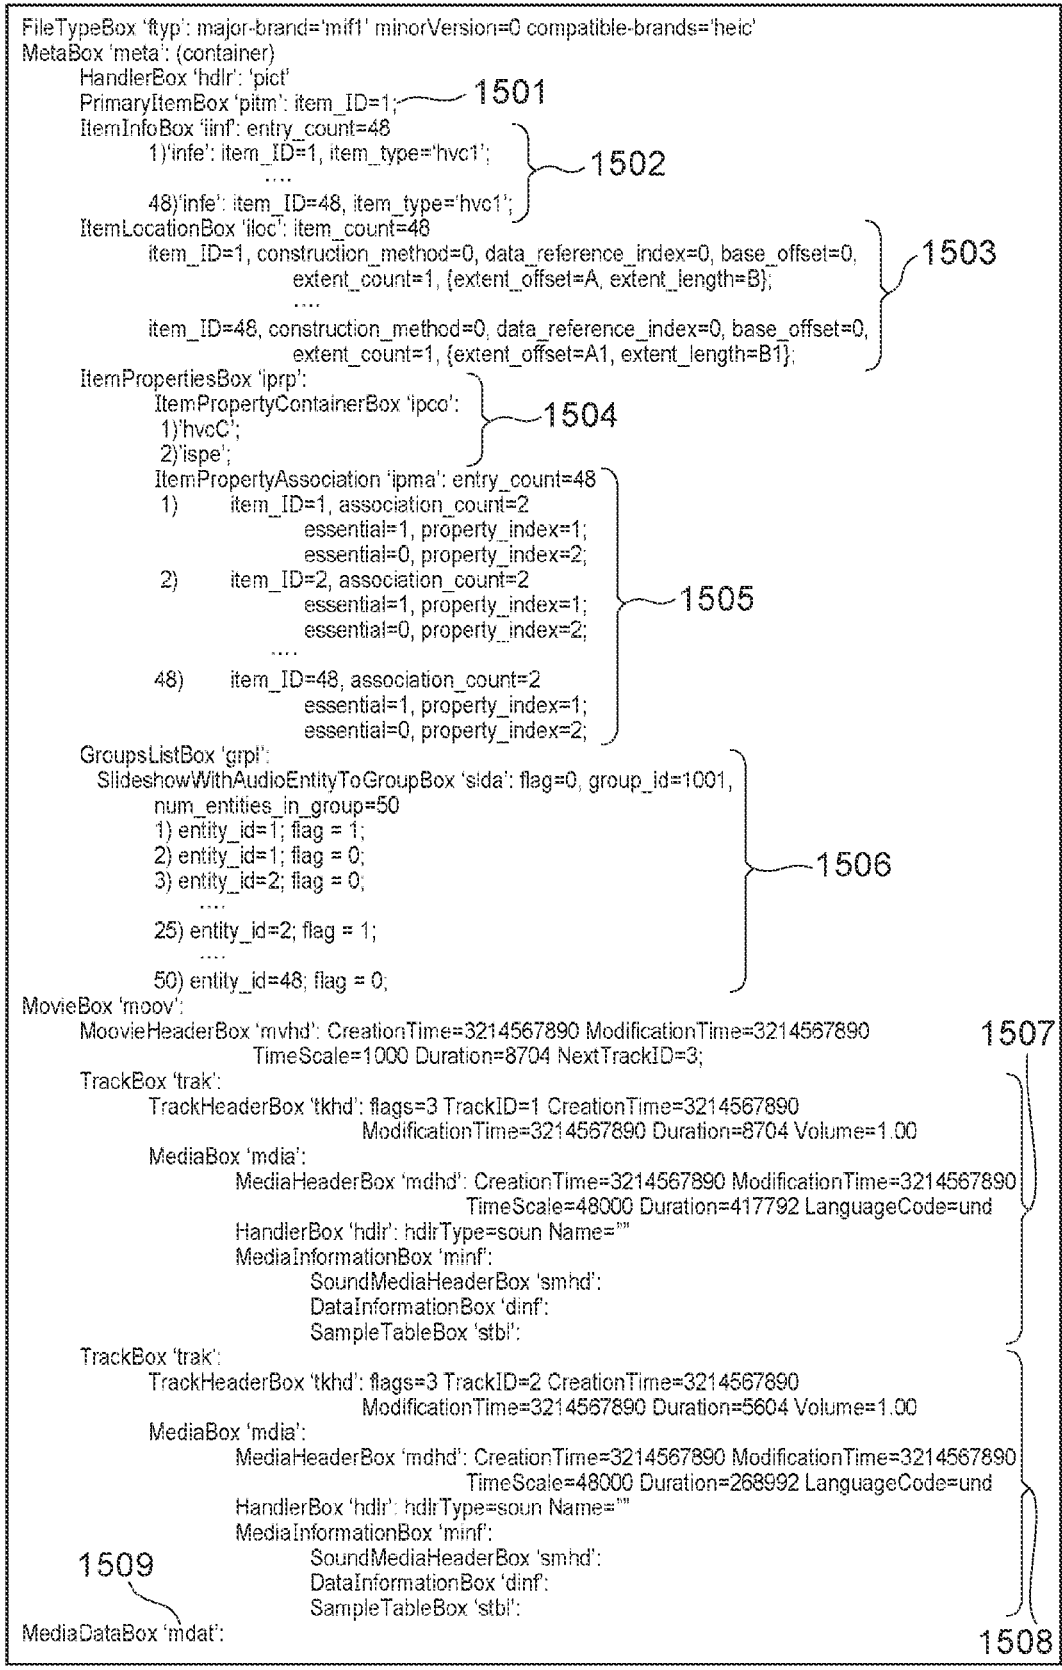 FileTypeBox 'ftyp': major-brand='mif1' minorVersion=0 compatible-brands='heic'
MetaBox 'meta': (container)
HandlerBox 'hdlr': 'pict'
PrimaryItemBox 'pitm': item_ID=1;
1501
ItemInfoBox 'iinf': entry_count=48
1)'infe': item_ID=1, item_type='hvc1';
....
1502
48)'infe': item_ID=48, item_type='hvc1';
ItemLocationBox 'iloc': item_count=48
item_ID=1, construction_method=0, data_reference_index=0, base_offset=0,
1503
extent_count=1, {extent_offset=A, extent_length=B};
....
item_ID=48, construction_method=0, data_reference_index=0, base_offset=0,
extent_count=1, {extent_offset=A1, extent_length=B1};
ItemPropertiesBox 'iprp':
ItemPropertyContainerBox 'ipco':
1504
1)'hvcC';
2)'ispe';
ItemPropertyAssociation 'ipma': entry_count=48
1) item_ID=1, association_count=2
essential=1, property_index=1;
essential=0, property_index=2;
2) item_ID=2, association_count=2
1505
essential=1, property_index=1;
essential=0, property_index=2;
....
48) item_ID=48, association_count=2
essential=1, property_index=1;
essential=0, property_index=2;
GroupsListBox 'grpl':
SlideshowWithAudioEntityToGroupBox 'slda': flag=0, group_id=1001,
num_entities_in_group=50
1) entity_id=1; flag = 1;
2) entity_id=1; flag = 0;
1506
3) entity_id=2; flag = 0;
....
25) entity_id=2; flag = 1;
....
50) entity_id=48; flag = 0;
MovieBox 'moov':
MoovieHeaderBox 'mvhd': CreationTime=3214567890 ModificationTime=3214567890
1507
TimeScale=1000 Duration=8704 NextTrackID=3;
TrackBox 'trak':
TrackHeaderBox 'tkhd': flags=3 TrackID=1 CreationTime=3214567890
ModificationTime=3214567890 Duration=8704 Volume=1.00
MediaBox 'mdia':
MediaHeaderBox 'mdhd': CreationTime=3214567890 ModificationTime=3214567890
TimeScale=48000 Duration=417792 LanguageCode=und
HandlerBox 'hdlr': hdlrType=soun Name=""
MediaInformationBox 'minf':
SoundMediaHeaderBox 'smhd':
DataInformationBox 'dinf':
SampleTableBox 'stbl':
TrackBox 'trak':
TrackHeaderBox 'tkhd': flags=3 TrackID=2 CreationTime=3214567890
ModificationTime=3214567890 Duration=5604 Volume=1.00
MediaBox 'mdia':
MediaHeaderBox 'mdhd': CreationTime=3214567890 ModificationTime=3214567890
TimeScale=48000 Duration=268992 LanguageCode=und
HandlerBox 'hdlr': hdlrType=soun Name=""
MediaInformationBox 'minf':
SoundMediaHeaderBox 'smhd':
1509
DataInformationBox 'dinf':
SampleTableBox 'stbl':
MediaDataBox 'mdat':
1508